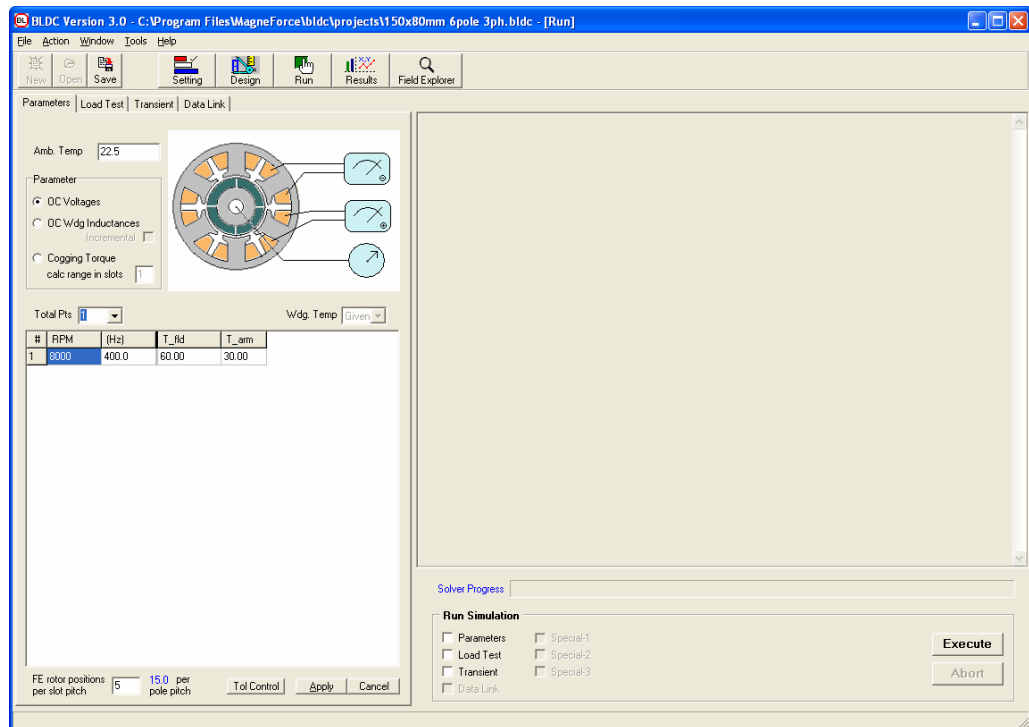 BLDC Version 3.0 - C:\Program Files\MagneForce\bldc\projects\150x80mm 6pole 3ph.bldc - [Run]
File Action Window Tools Help
New Open Save Setting Design Run Results Field Explorer
Parameters Load Test Transient Data Link
Amb. Temp 22.5
Parameter
OC Voltages
OC Wdg Inductances
Incremental
Cogging Torque
calc range in slots 1
Total Pts 1 Wdg. Temp Given
# RPM (Hz) T_fld T_arm
1 8000 400.0 60.00 30.00
FE rotor positions per slot pitch 5 15.0 per pole pitch Tol Control Apply Cancel
Solver Progress
Run Simulation
Parameters Special-1
Load Test Special-2
Transient Special-3
Data Link
Execute
Abort